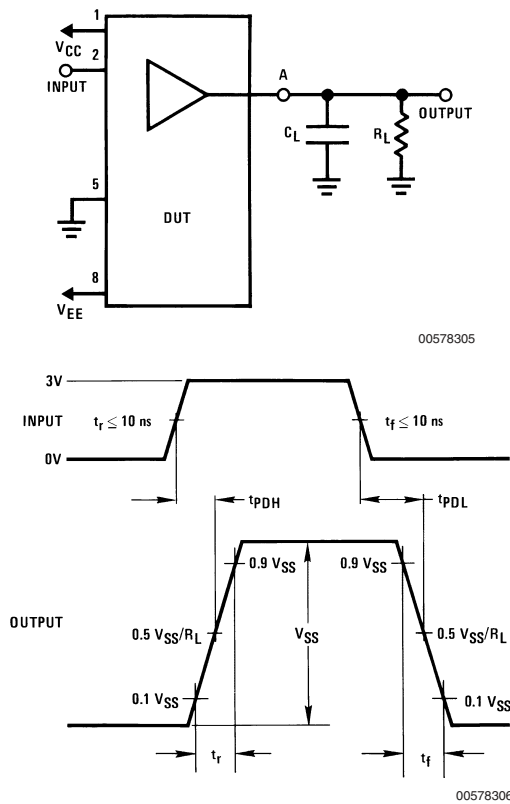 1
VCC
2
INPUT
A
OUTPUT
CL
RL
5
DUT
8
VEE
00578305
3V
INPUT
tr ≤ 10 ns
tf ≤ 10 ns
0V
tPDH
tPDL
0.9 VSS
0.9 VSS
OUTPUT
0.5 VSS/RL
VSS
0.5 VSS/RL
0.1 VSS
0.1 VSS
tr
tf
00578306